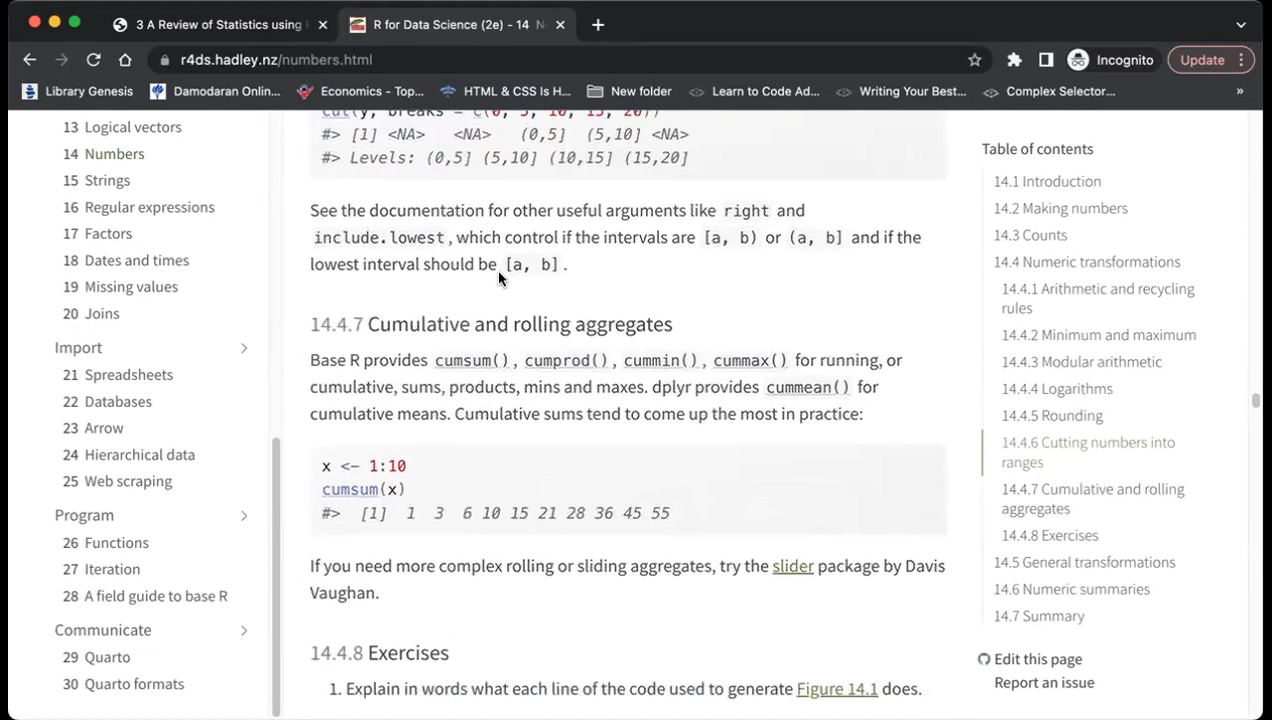 3 A Review of Statistics using
R for Data Science (2e) - 14 N
r4ds.hadley.nz/numbers.html
Incognito
Update
Library Genesis
Damodaran Onlin...
Economics - Top...
HTML & CSS Is H...
New folder
Learn to Code Ad...
Writing Your Best...
Complex Selector...
»
13 Logical vectors
14 Numbers
15 Strings
16 Regular expressions
17 Factors
18 Dates and times
19 Missing values
20 Joins
Import
21 Spreadsheets
22 Databases
23 Arrow
24 Hierarchical data
25 Web scraping
Program
26 Functions
27 Iteration
28 A field guide to base R
Communicate
29 Quarto
30 Quarto formats
cut(y, breaks = c(0, 5, 10, 15, 20))
#> [1] <NA>   <NA>   (0,5]  (5,10] <NA>
#> Levels: (0,5] (5,10] (10,15] (15,20]
See the documentation for other useful arguments like right and
include.lowest, which control if the intervals are [a, b) or (a, b] and if the
lowest interval should be [a, b].
14.4.7 Cumulative and rolling aggregates
Base R provides cumsum(), cumprod(), cummin(), cummax() for running, or
cumulative, sums, products, mins and maxes. dplyr provides cummean() for
cumulative means. Cumulative sums tend to come up the most in practice:
x <- 1:10
cumsum(x)
#>  [1]  1  3  6 10 15 21 28 36 45 55
If you need more complex rolling or sliding aggregates, try the slider package by Davis
Vaughan.
14.4.8 Exercises
1. Explain in words what each line of the code used to generate Figure 14.1 does.
Table of contents
14.1 Introduction
14.2 Making numbers
14.3 Counts
14.4 Numeric transformations
14.4.1 Arithmetic and recycling
rules
14.4.2 Minimum and maximum
14.4.3 Modular arithmetic
14.4.4 Logarithms
14.4.5 Rounding
14.4.6 Cutting numbers into
ranges
14.4.7 Cumulative and rolling
aggregates
14.4.8 Exercises
14.5 General transformations
14.6 Numeric summaries
14.7 Summary
Edit this page
Report an issue